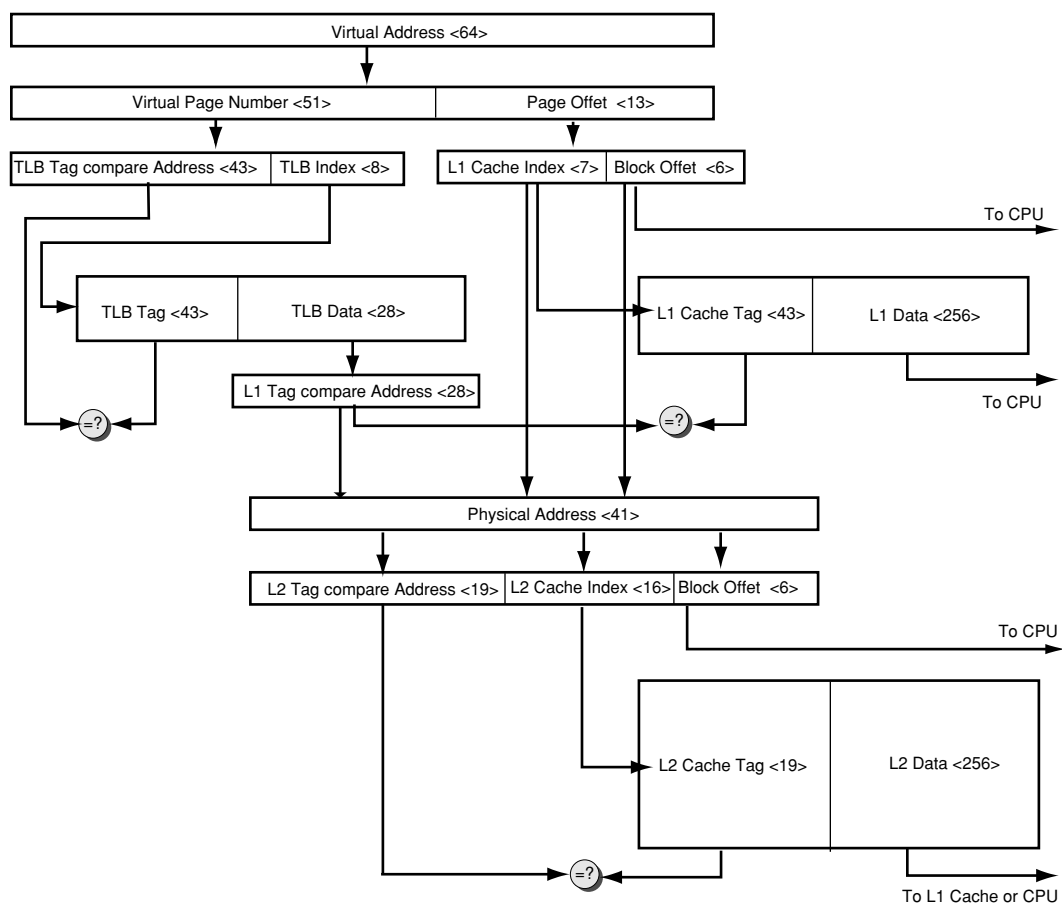 Virtual Address <64>
Virtual Page Number <51>
Page Offet <13>
TLB Tag compare Address <43>
TLB Index <8>
L1 Cache Index <7>
Block Offet <6>
To CPU
TLB Tag <43>
TLB Data <28>
L1 Cache Tag <43>
L1 Data <256>
L1 Tag compare Address <28>
To CPU
=?
=?
Physical Address <41>
L2 Tag compare Address <19>
L2 Cache Index <16>
Block Offet <6>
To CPU
L2 Cache Tag <19>
L2 Data <256>
=?
To L1 Cache or CPU